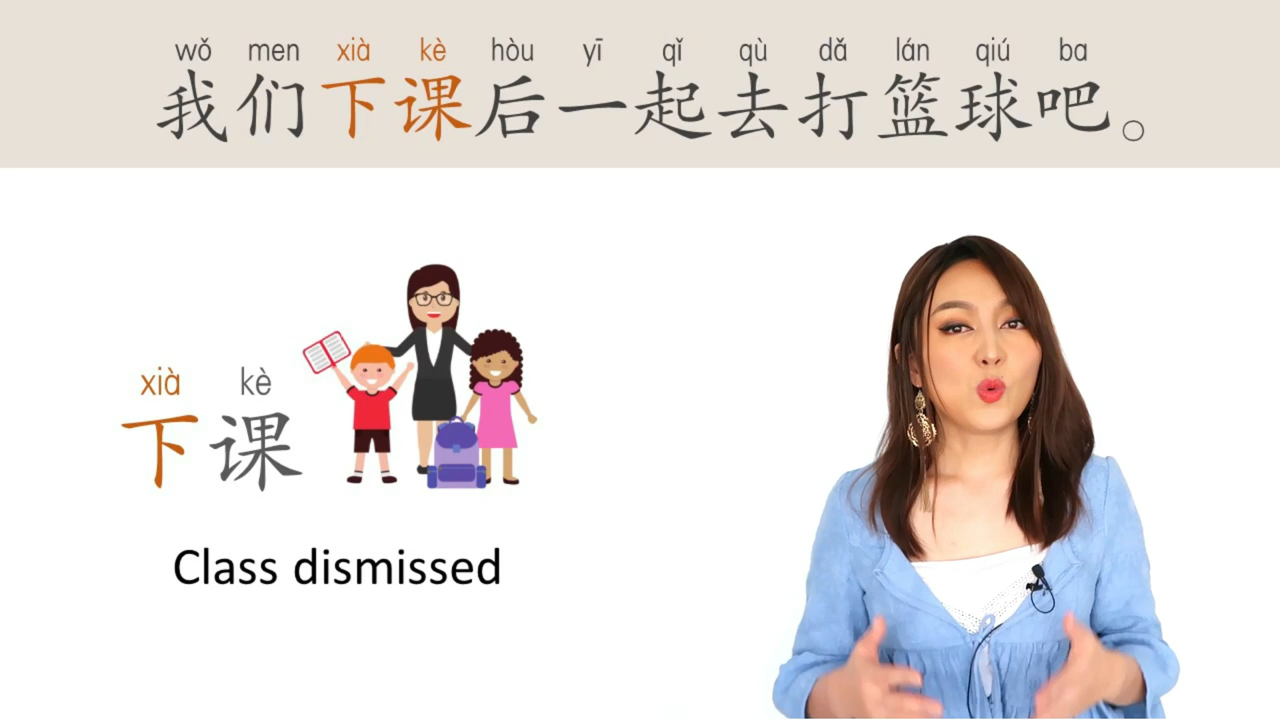 wǒ men xià kè hòu yī qǐ qù dǎ lán qiú ba
我们下课后一起去打篮球吧。
xià kè
下课
Class dismissed